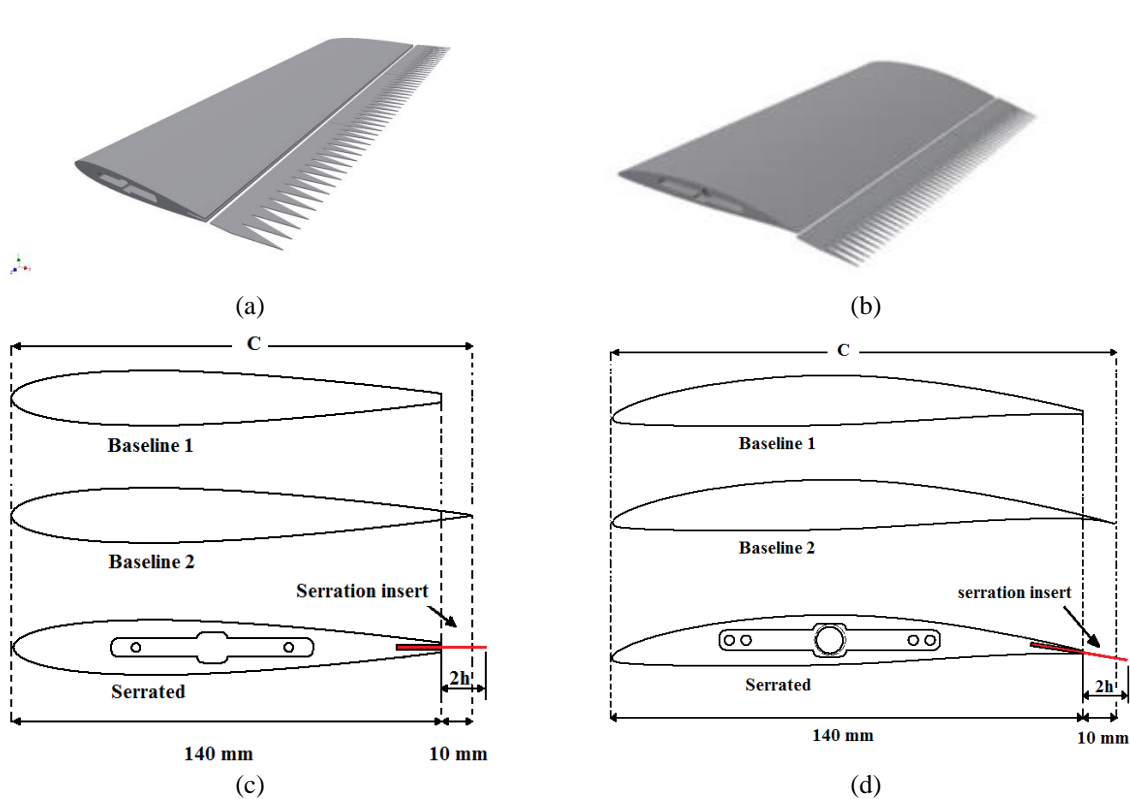 (a)
(b)
C
Baseline 1
Baseline 2
Serration insert
2h
Serrated
140 mm
10 mm
(c)
C
Baseline 1
Baseline 2
serration insert
Serrated
2h
140 mm
10 mm
(d)